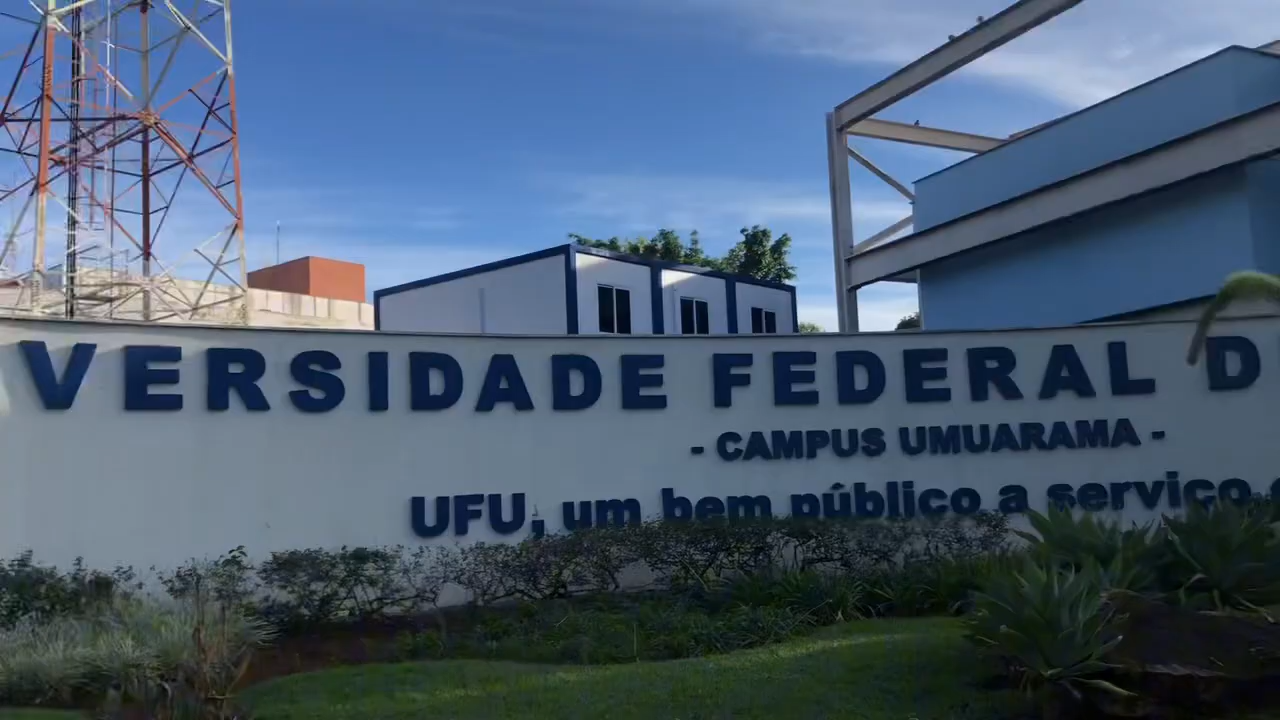 VERSIDADE FEDERAL D
- CAMPUS UMUARAMA -
UFU, um bem público a serviço